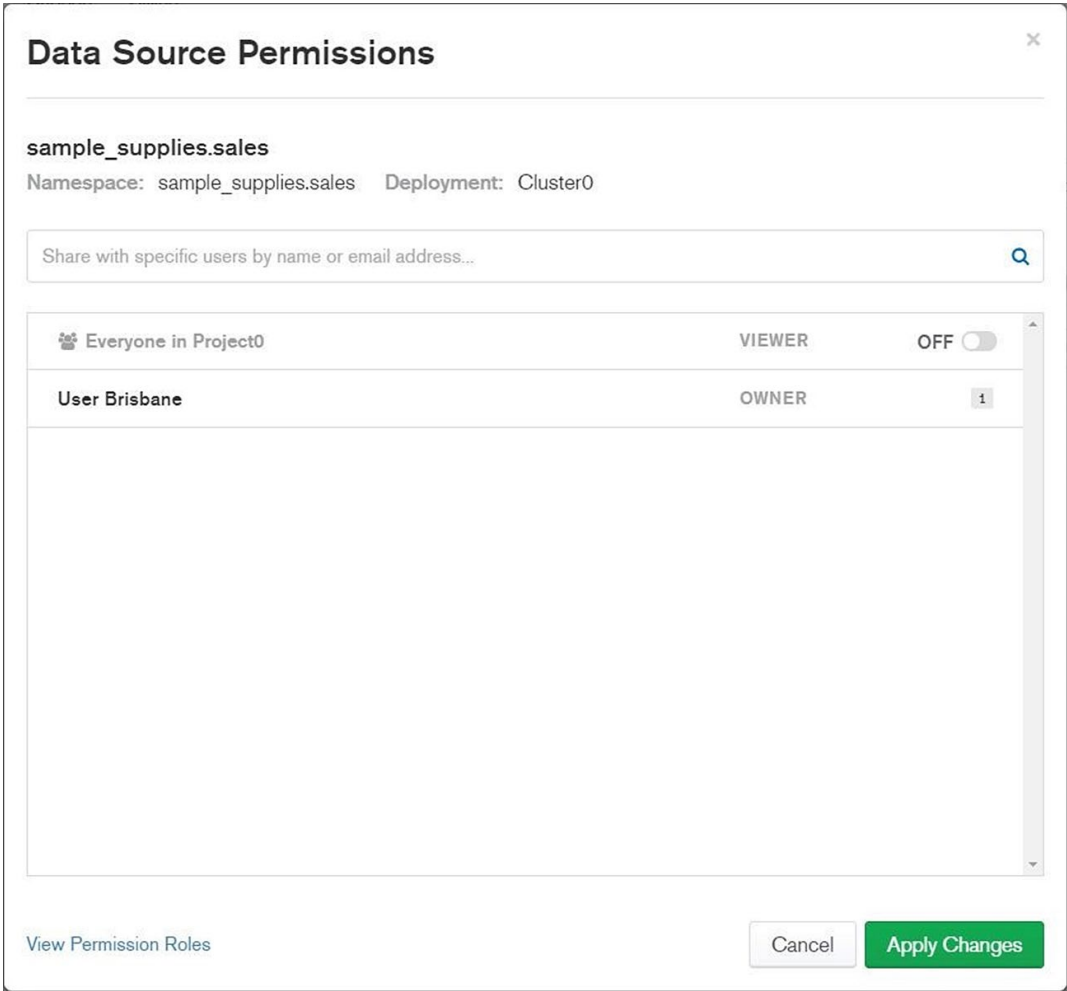 Data Source Permissions ×
sample_supplies.sales
Namespace: sample_supplies.sales Deployment: Cluster0
Share with specific users by name or email address...
Everyone in Project0 VIEWER OFF
User Brisbane OWNER 1
View Permission Roles Cancel Apply Changes